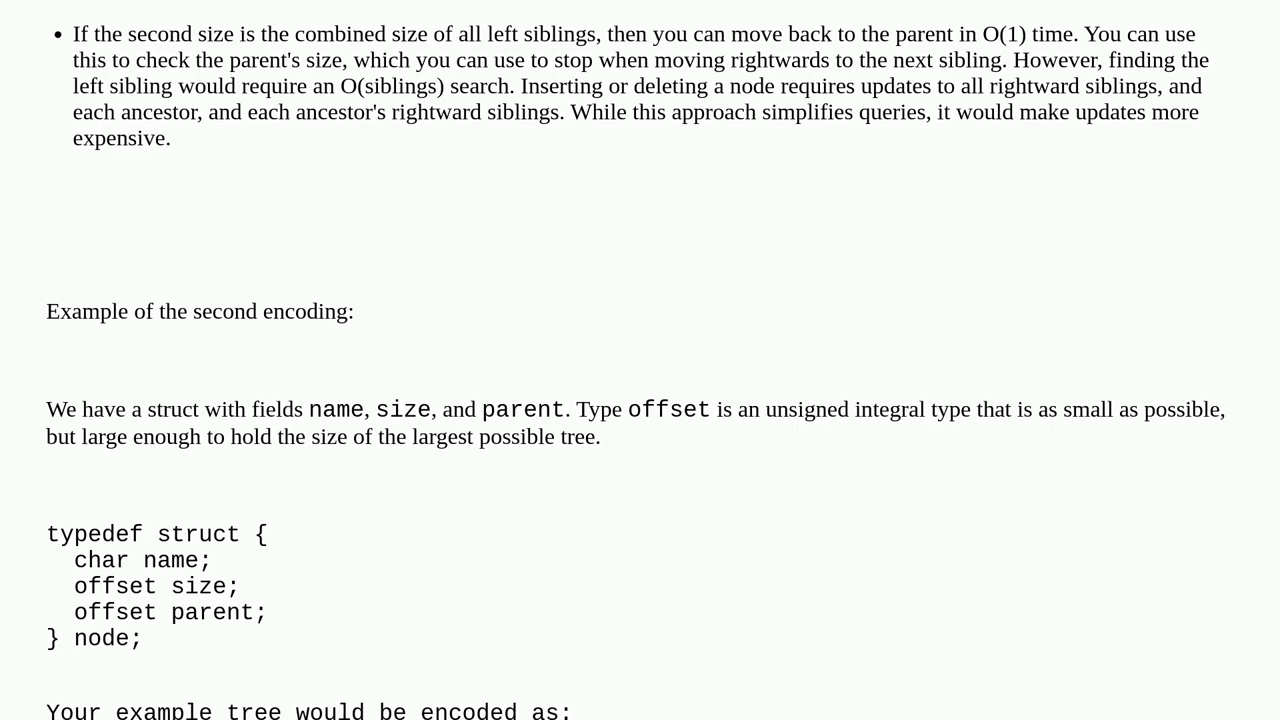 • If the second size is the combined size of all left siblings, then you can move back to the parent in O(1) time. You can use
this to check the parent's size, which you can use to stop when moving rightwards to the next sibling. However, finding the
left sibling would require an O(siblings) search. Inserting or deleting a node requires updates to all rightward siblings, and
each ancestor, and each ancestor's rightward siblings. While this approach simplifies queries, it would make updates more
expensive.
Example of the second encoding:
We have a struct with fields name, size, and parent. Type offset is an unsigned integral type that is as small as possible,
but large enough to hold the size of the largest possible tree.
typedef struct {
  char name;
  offset size;
  offset parent;
} node;
Your example tree would be encoded as: